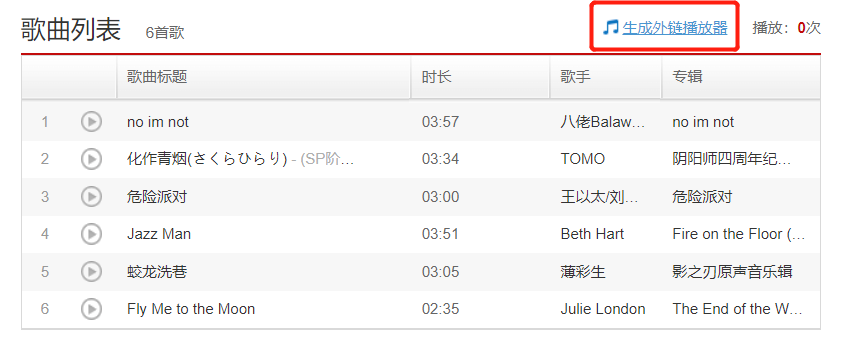 歌曲列表 6首歌 生成外链播放器 播放：0次
歌曲标题 时长 歌手 专辑
1 no im not 03:57 八佬Balaw... no im not
2 化作青烟(さくらひらり) - (SP阶... 03:34 TOMO 阴阳师四周年纪...
3 危险派对 03:00 王以太/刘... 危险派对
4 Jazz Man 03:51 Beth Hart Fire on the Floor (...
5 蛟龙洗巷 03:05 薄彩生 影之刃原声音乐辑
6 Fly Me to the Moon 02:35 Julie London The End of the W...